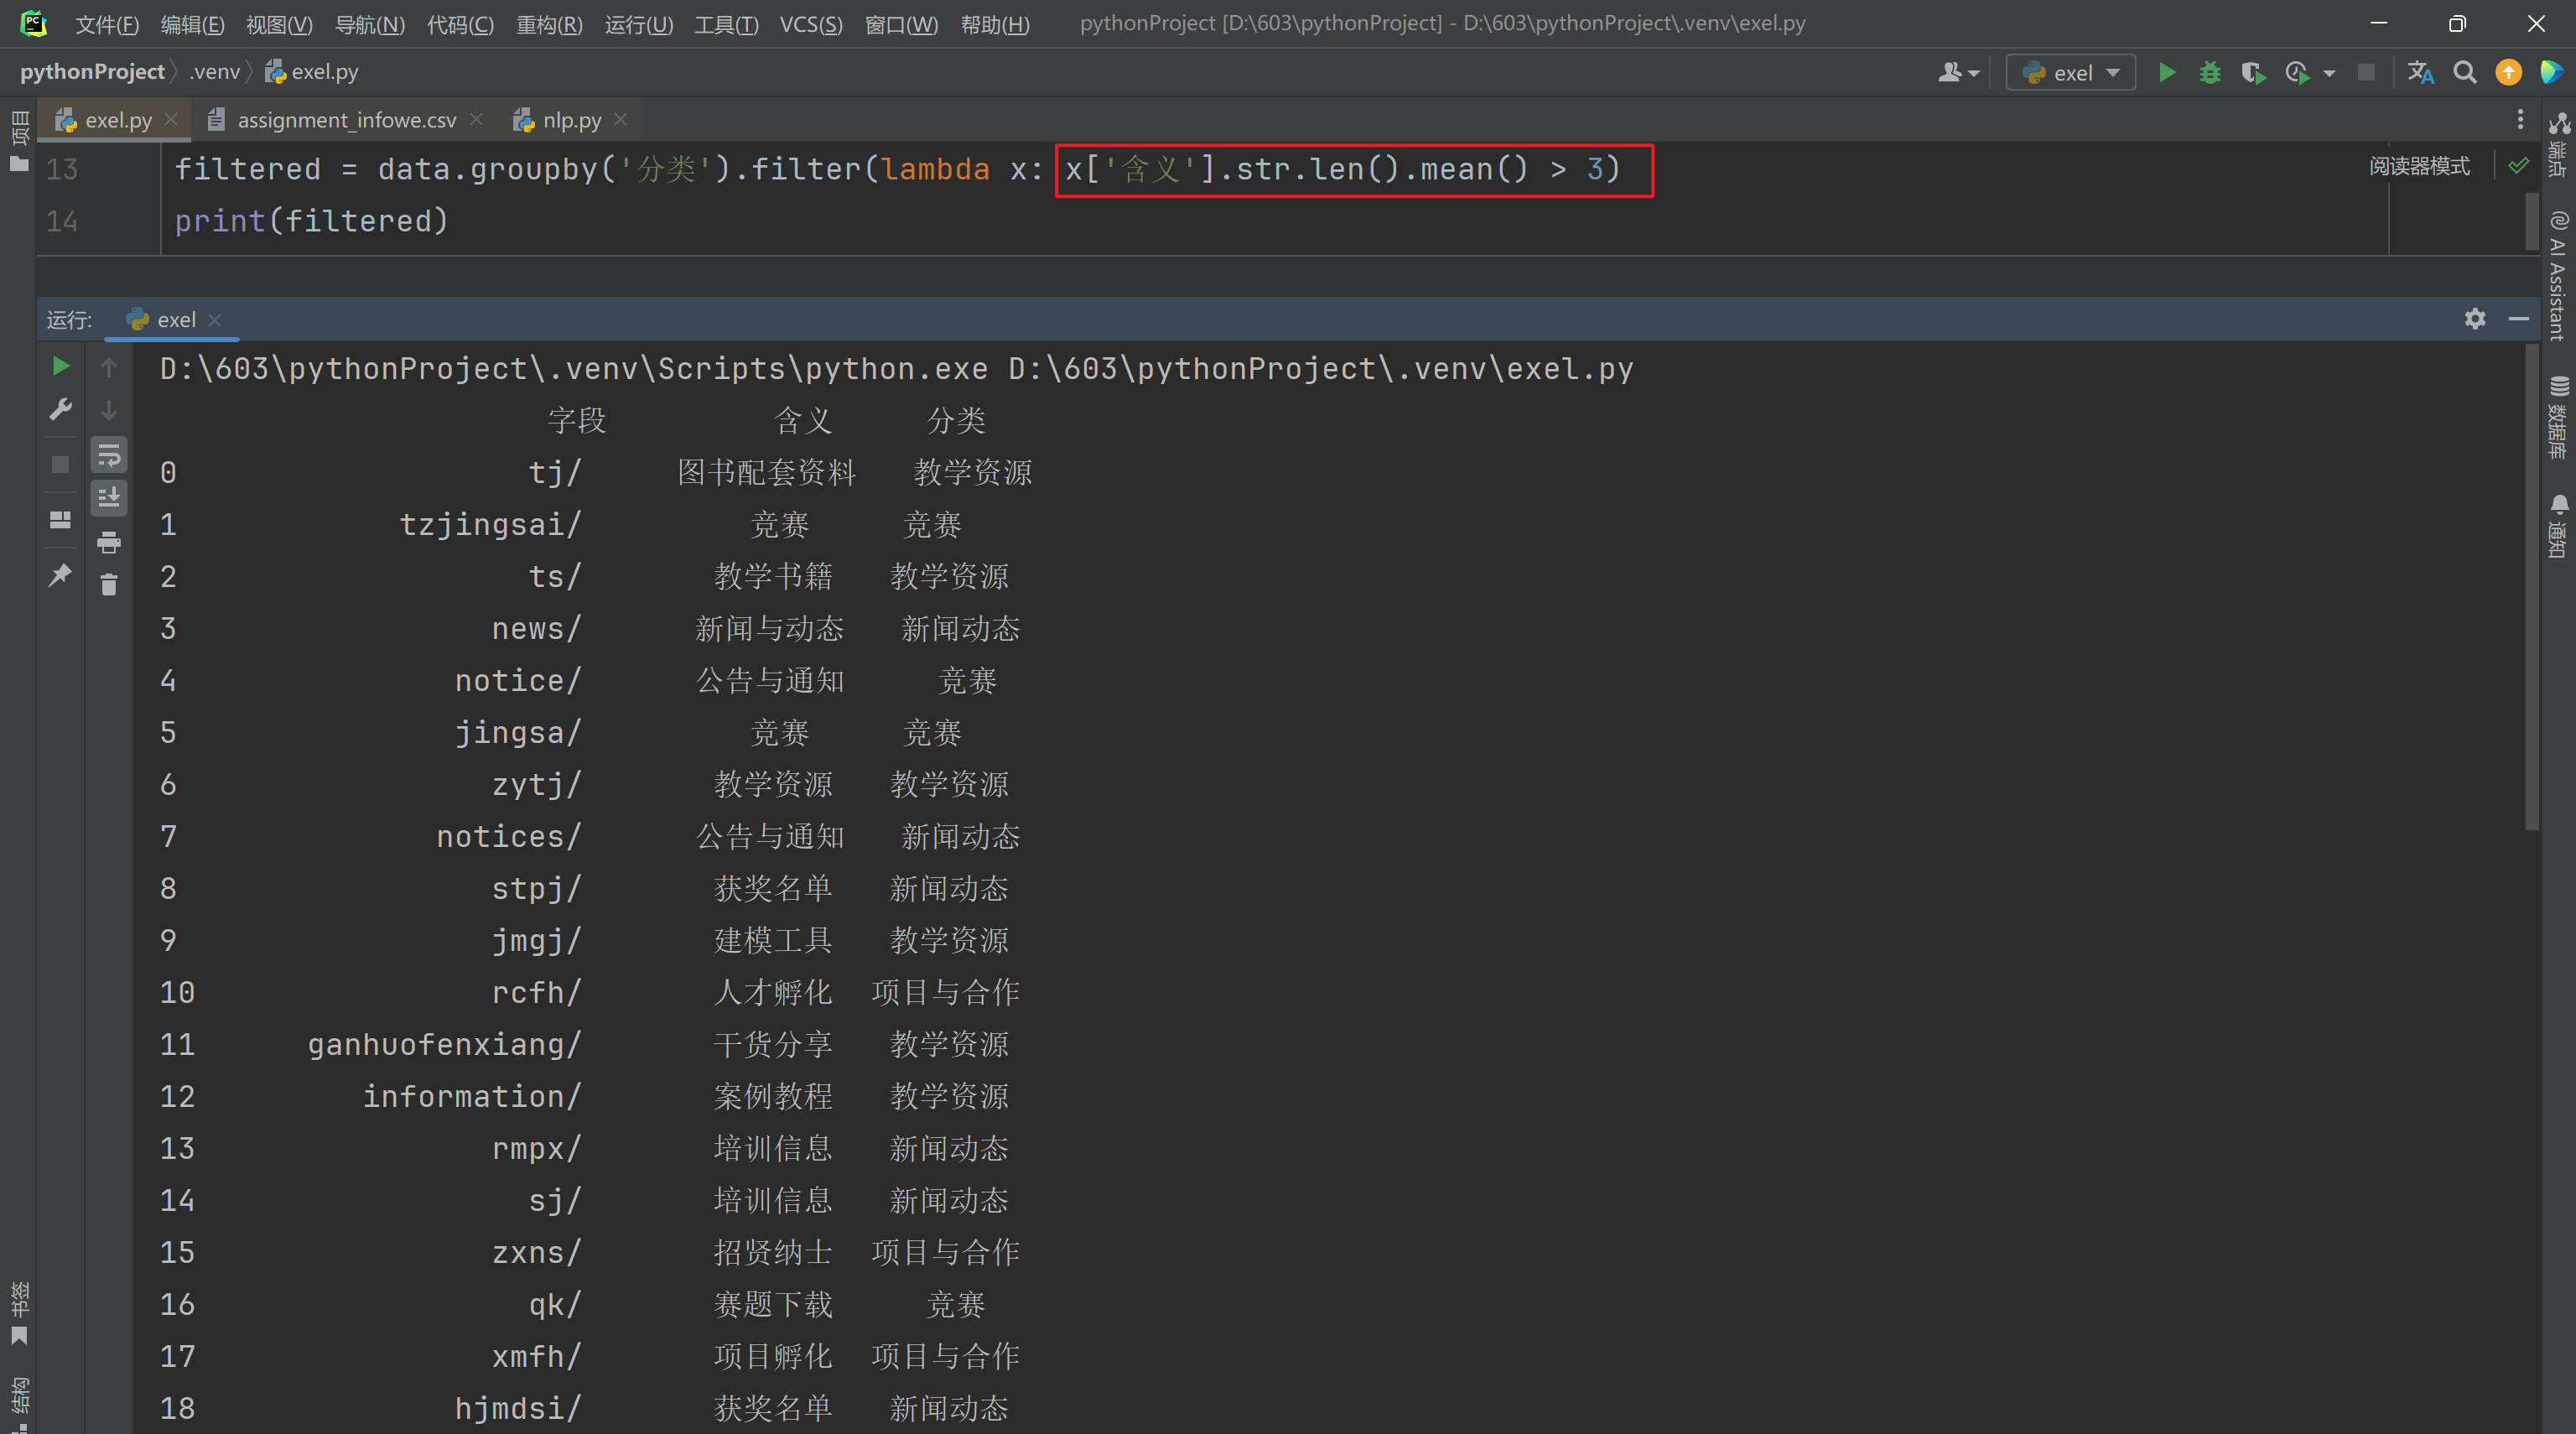 文件(F) 编辑(E) 视图(V) 导航(N) 代码(C) 重构(R) 运行(U) 工具(T) VCS(S) 窗口(W) 帮助(H) pythonProject [D:\603\pythonProject] - D:\603\pythonProject\.venv\exel.py
pythonProject .venv exel.py exel
exel.py assignment_infowe.csv nlp.py
13 filtered = data.groupby('分类').filter(lambda x: x['含义'].str.len().mean() > 3)
阅读器模式
14 print(filtered)
运行: exel
D:\603\pythonProject\.venv\Scripts\python.exe D:\603\pythonProject\.venv\exel.py
字段 含义 分类
0 tj/ 图书配套资料 教学资源
1 tzjingsai/ 竞赛 竞赛
2 ts/ 教学书籍 教学资源
3 news/ 新闻与动态 新闻动态
4 notice/ 公告与通知 竞赛
5 jingsa/ 竞赛 竞赛
6 zytj/ 教学资源 教学资源
7 notices/ 公告与通知 新闻动态
8 stpj/ 获奖名单 新闻动态
9 jmgj/ 建模工具 教学资源
10 rcfh/ 人才孵化 项目与合作
11 ganhuofenxiang/ 干货分享 教学资源
12 information/ 案例教程 教学资源
13 rmpx/ 培训信息 新闻动态
14 sj/ 培训信息 新闻动态
15 zxns/ 招贤纳士 项目与合作
16 qk/ 赛题下载 竞赛
17 xmfh/ 项目孵化 项目与合作
18 hjmdsi/ 获奖名单 新闻动态
项目
书签
结构
端点
AI Assistant
数据库
通知